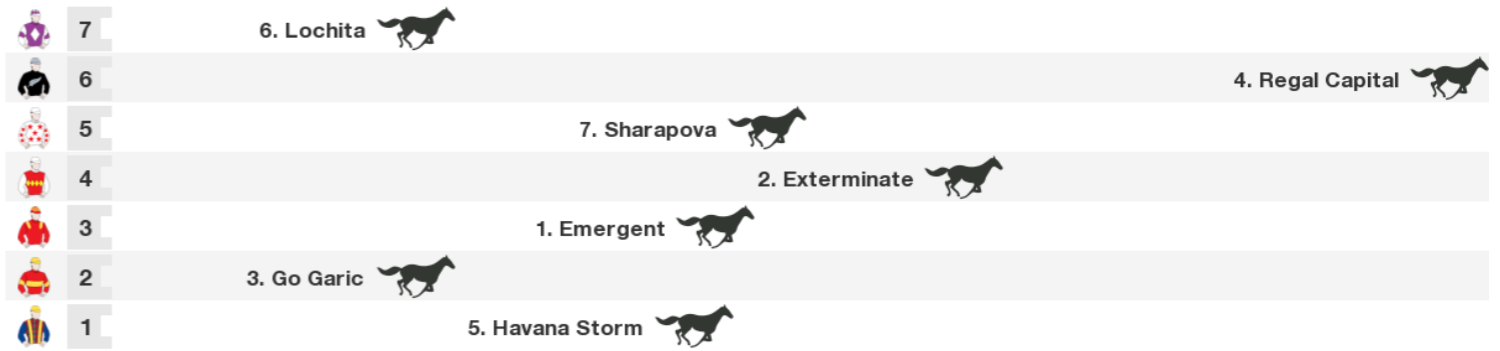 7 6. Lochita
6 4. Regal Capital
5 7. Sharapova
4 2. Exterminate
3 1. Emergent
2 3. Go Garic
1 5. Havana Storm